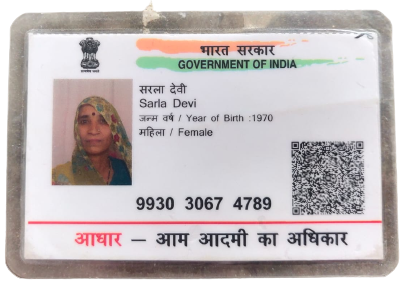 भारत सरकार
GOVERNMENT OF INDIA
सरला देवी
Sarla Devi
जन्म वर्ष / Year of Birth :1970
महिला / Female
9930 3067 4789
आधार — आम आदमी का अधिकार